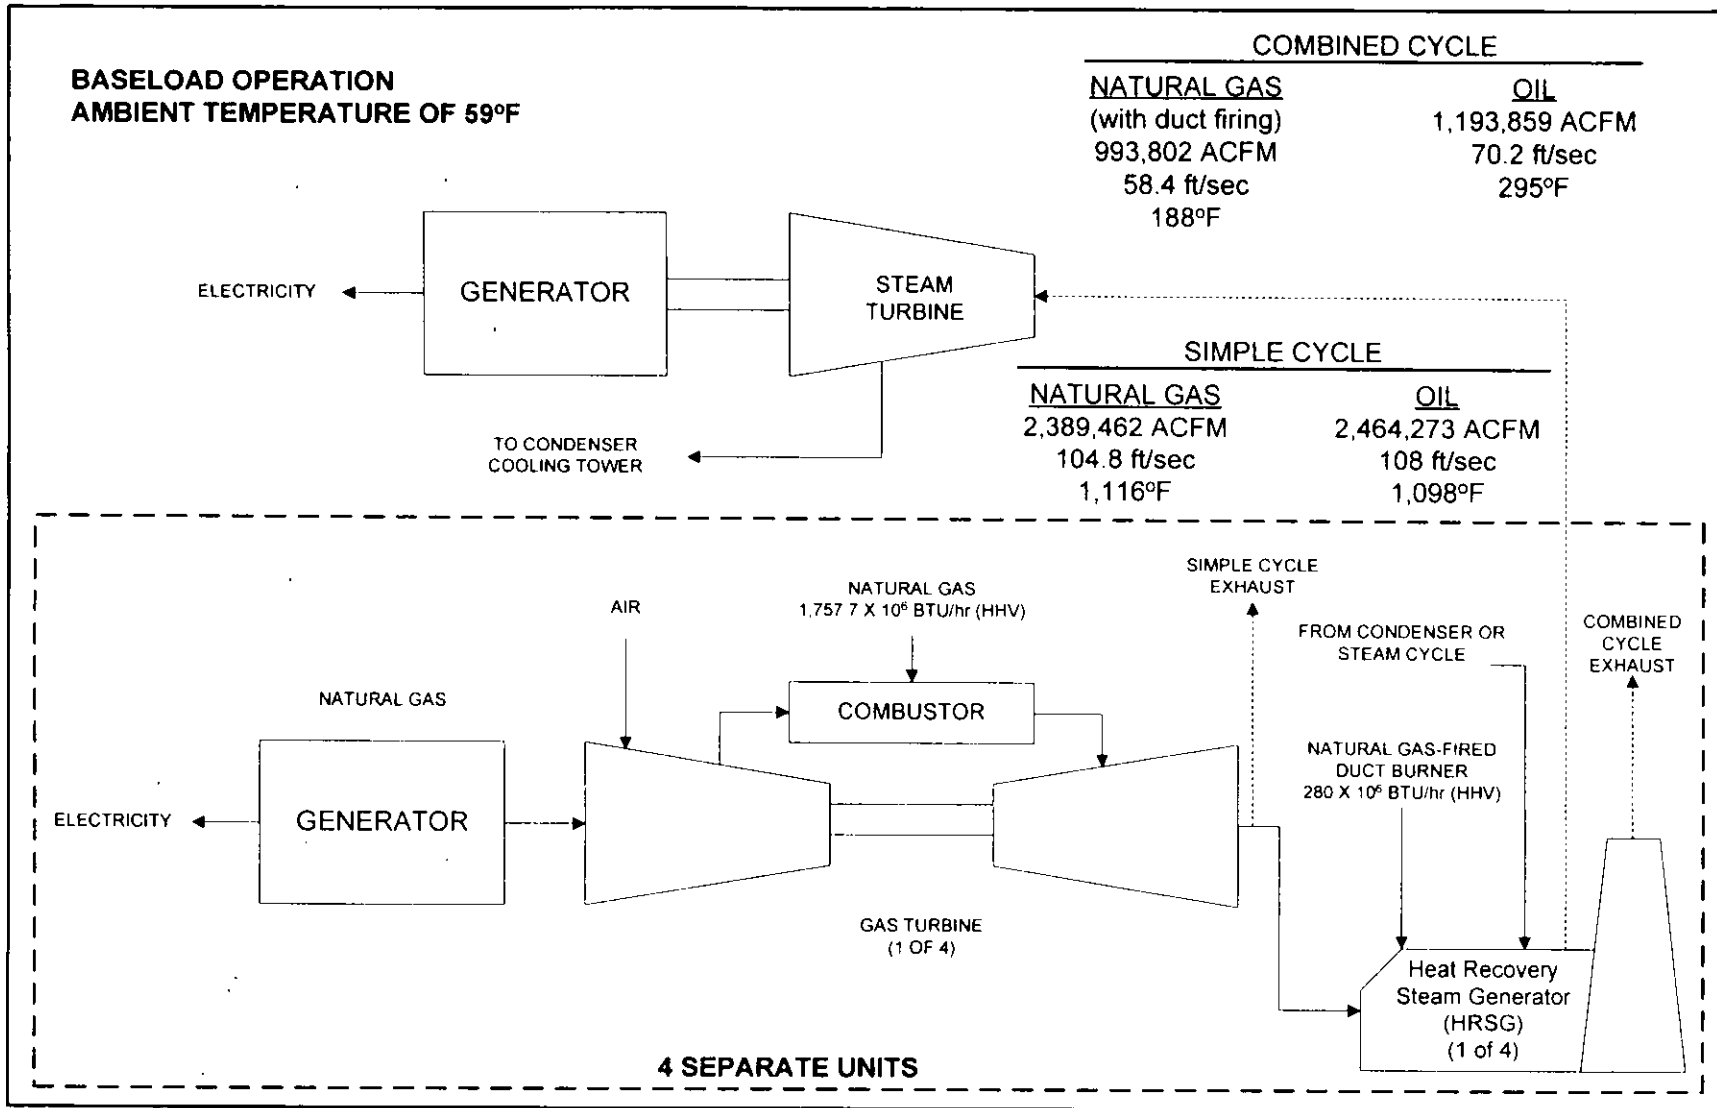 BASELOAD OPERATION
AMBIENT TEMPERATURE OF 59ºF
COMBINED CYCLE
NATURAL GAS
(with duct firing)
993,802 ACFM
58.4 ft/sec
188ºF
OIL
1,193,859 ACFM
70.2 ft/sec
295ºF
ELECTRICITY
GENERATOR
STEAM
TURBINE
TO CONDENSER
COOLING TOWER
SIMPLE CYCLE
NATURAL GAS
2,389,462 ACFM
104.8 ft/sec
1,116ºF
OIL
2,464,273 ACFM
108 ft/sec
1,098ºF
NATURAL GAS
ELECTRICITY
GENERATOR
AIR
NATURAL GAS
1,757 7 X 10⁶ BTU/hr (HHV)
COMBUSTOR
GAS TURBINE
(1 OF 4)
SIMPLE CYCLE
EXHAUST
FROM CONDENSER OR
STEAM CYCLE
NATURAL GAS-FIRED
DUCT BURNER
280 X 10⁶ BTU/hr (HHV)
COMBINED
CYCLE
EXHAUST
Heat Recovery
Steam Generator
(HRSG)
(1 of 4)
4 SEPARATE UNITS